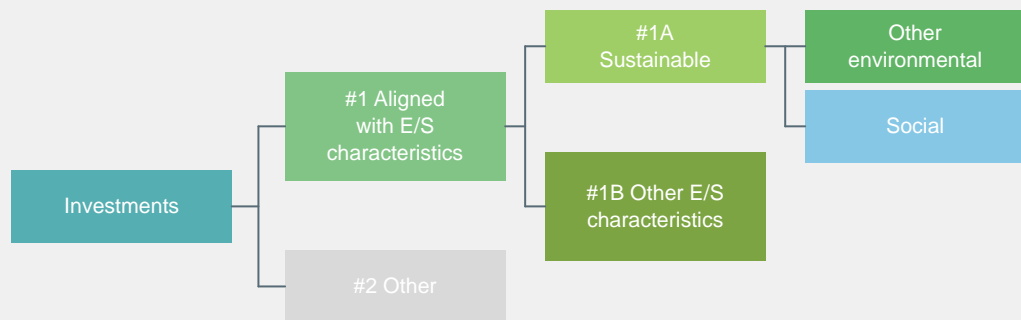 Investments
#1 Aligned
with E/S
characteristics
#2 Other
#1A
Sustainable
#1B Other E/S
characteristics
Other
environmental
Social